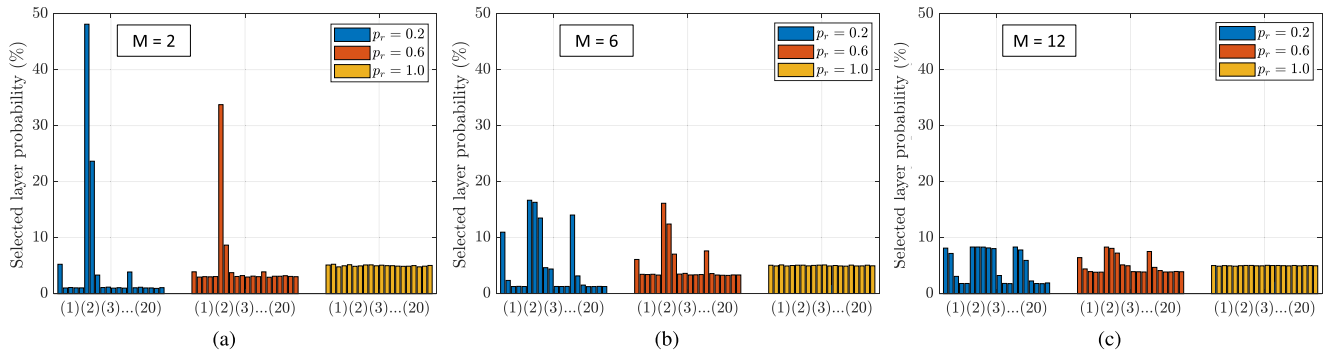 Selected layer probability (%)
50
40
30
20
10
0
M = 2
p_r = 0.2
p_r = 0.6
p_r = 1.0
(1)(2)(3)...(20)
(1)(2)(3)...(20)
(1)(2)(3)...(20)
(a)
Selected layer probability (%)
50
40
30
20
10
0
M = 6
p_r = 0.2
p_r = 0.6
p_r = 1.0
(1)(2)(3)...(20)
(1)(2)(3)...(20)
(1)(2)(3)...(20)
(b)
Selected layer probability (%)
50
40
30
20
10
0
M = 12
p_r = 0.2
p_r = 0.6
p_r = 1.0
(1)(2)(3)...(20)
(1)(2)(3)...(20)
(1)(2)(3)...(20)
(c)